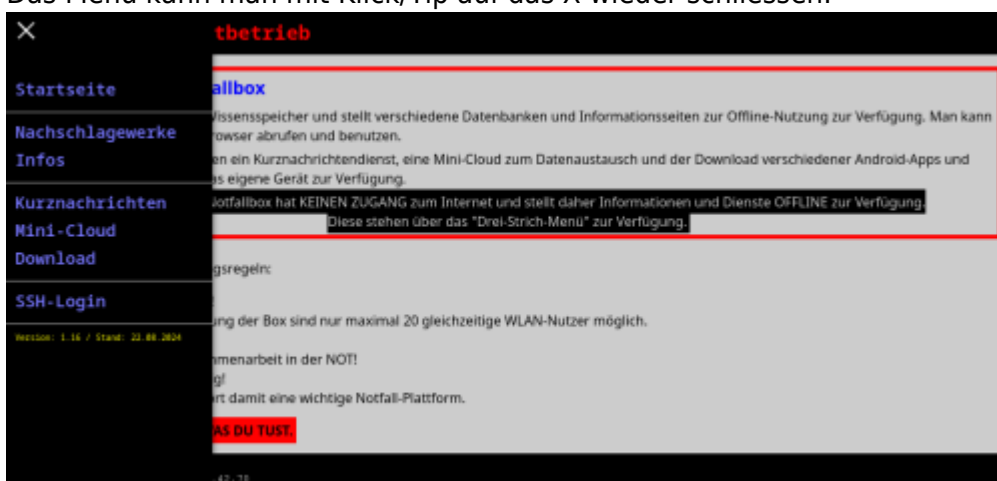 Das Menü kann man mit Klick/Tip auf das X wieder schliessen.
tbetrieb
Startseite
allbox
issensspeicher und stellt verschiedene Datenbanken und Informationsseiten zur Offline-Nutzung zur Verfügung. Man kann
Nachschlagewerke
rowser abrufen und benutzen.
Infos
en ein Kurznachrichtendienst, eine Mini-Cloud zum Datenaustausch und der Download verschiedener Android-Apps und
s eigene Gerät zur Verfügung.
Kurznachrichten
otfallbox hat KEINEN ZUGANG zum Internet und stellt daher Informationen und Dienste OFFLINE zur Verfügung.
Diese stehen über das "Drei-Strich-Menü" zur Verfügung.
Mini-Cloud
Download
gsregeln:
SSH-Login
ung der Box sind nur maximal 20 gleichzeitige WLAN-Nutzer möglich.
Version: 1.16 / Stand: 22.08.2024
mmenarbeit in der NOT!
g!
rt damit eine wichtige Notfall-Plattform.
AS DU TUST.